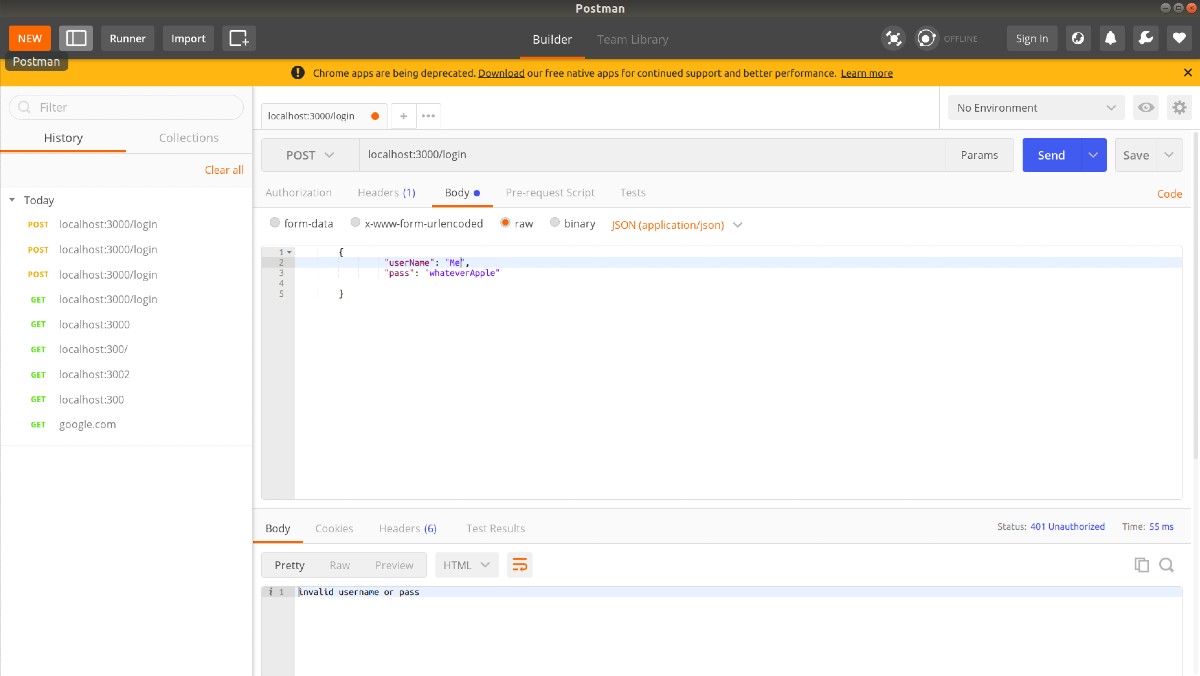 Postman
NEW
Runner
Import
Builder
Team Library
OFFLINE
Sign In
Postman
Chrome apps are being deprecated. Download our free native apps for continued support and better performance. Learn more
Filter
History
Collections
Clear all
Today
POST localhost:3000/login
POST localhost:3000/login
POST localhost:3000/login
GET localhost:3000/login
GET localhost:3000
GET localhost:300/
GET localhost:3002
GET localhost:300
GET google.com
localhost:3000/login
No Environment
POST localhost:3000/login Params Send Save
Authorization Headers (1) Body Pre-request Script Tests Code
form-data x-www-form-urlencoded raw binary JSON (application/json)
1 {
2 "userName": "Me",
3 "pass": "whateverApple"
4
5 }
Body Cookies Headers (6) Test Results Status: 401 Unauthorized Time: 55 ms
Pretty Raw Preview HTML
i 1 invalid username or pass